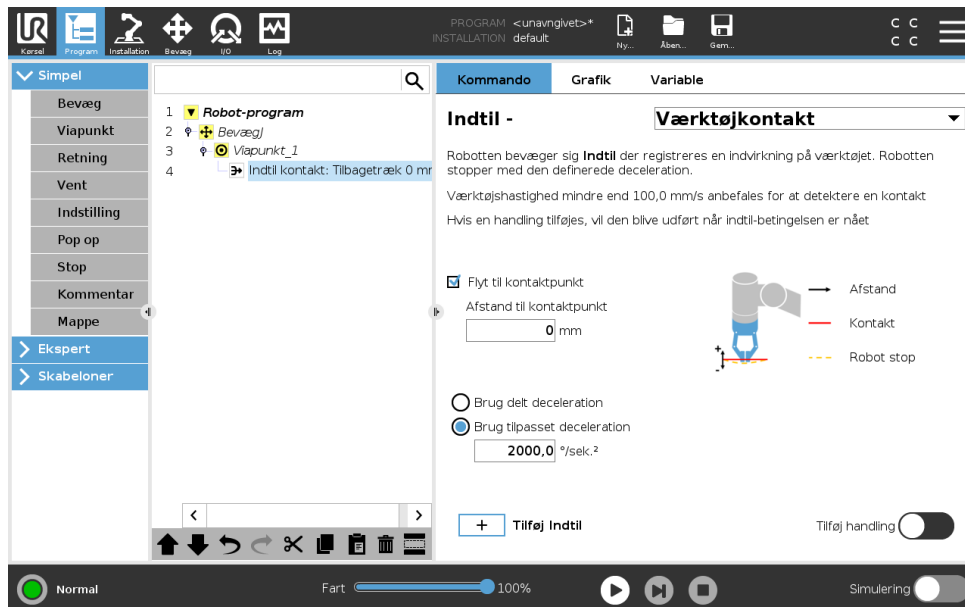 PROGRAM <unavngivet>*
INSTALLATION default
Kørsel Program Installation Bevæg I/O Log Ny... Åben... Gem...
C C
C C
Simpel
Bevæg
Viapunkt
Retning
Vent
Indstilling
Pop op
Stop
Kommentar
Mappe
Ekspert
Skabeloner
1 Robot-program
2 BevægJ
3 Viapunkt_1
4 Indtil kontakt: Tilbagetræk 0 mr
Kommando Grafik Variable
Indtil - Værktøjkontakt
Robotten bevæger sig Indtil der registreres en indvirkning på værktøjet. Robotten
stopper med den definerede deceleration.
Værktøjshastighed mindre end 100,0 mm/s anbefales for at detektere en kontakt
Hvis en handling tilføjes, vil den blive udført når indtil-betingelsen er nået
Flyt til kontaktpunkt
Afstand til kontaktpunkt
0 mm
+
-
Afstand
Kontakt
Robot stop
Brug delt deceleration
Brug tilpasset deceleration
2000,0 °/sek.²
+ Tilføj Indtil
Tilføj handling
Normal
Fart 100%
Simulering